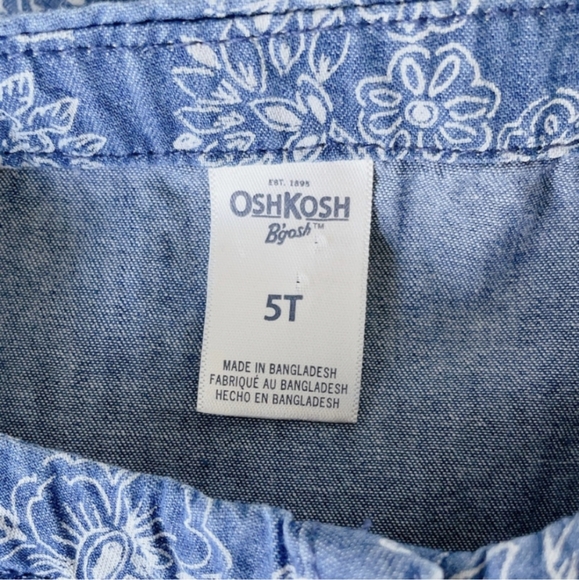 EST. 1895
OSHKOSH
B'gosh™
5T
MADE IN BANGLADESH
FABRIQUÉ AU BANGLADESH
HECHO EN BANGLADESH